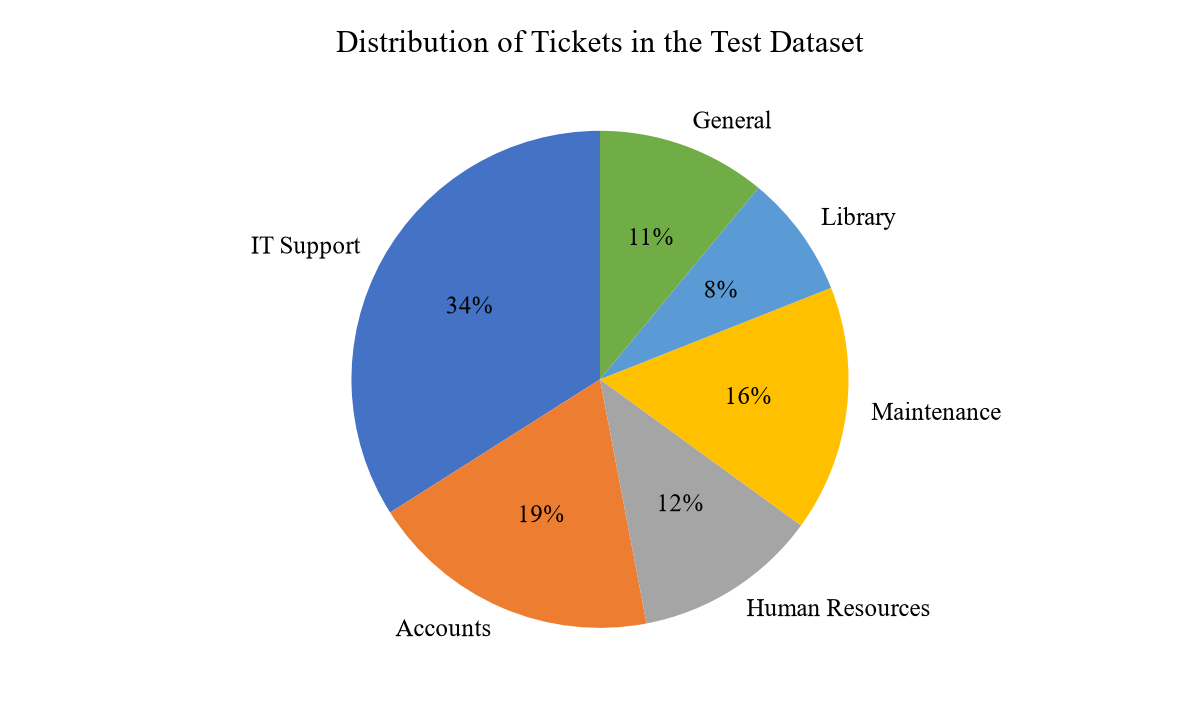 Distribution of Tickets in the Test Dataset
General
Library
IT Support
11%
8%
34%
16%
Maintenance
12%
19%
Human Resources
Accounts